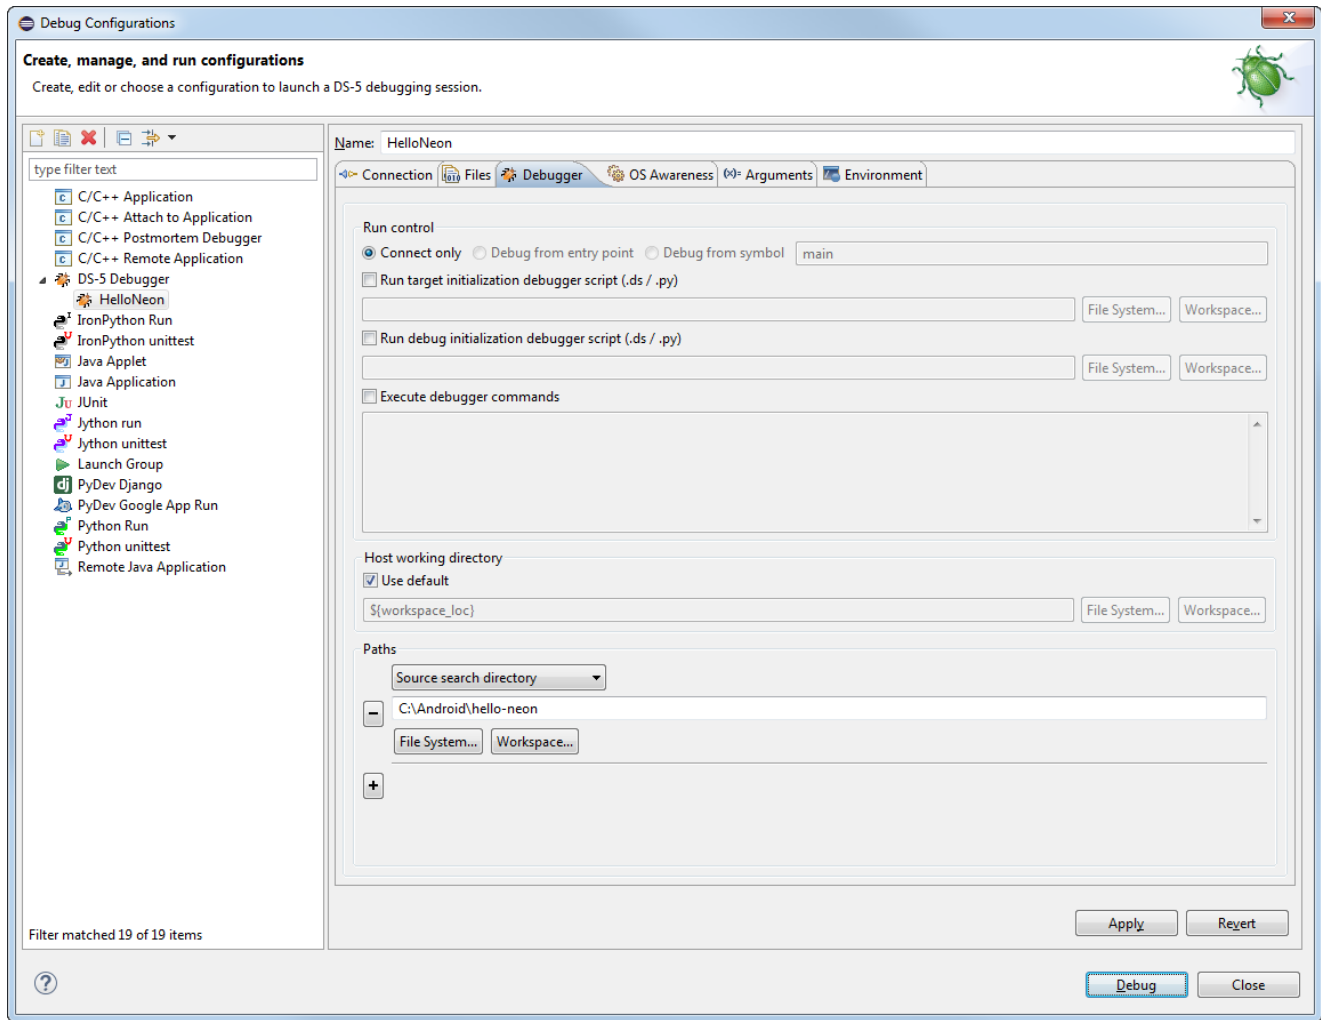 Debug Configurations
Create, manage, and run configurations
Create, edit or choose a configuration to launch a DS-5 debugging session.
type filter text
C/C++ Application
C/C++ Attach to Application
C/C++ Postmortem Debugger
C/C++ Remote Application
DS-5 Debugger
HelloNeon
IronPython Run
IronPython unittest
Java Applet
Java Application
JUnit
Jython run
Jython unittest
Launch Group
PyDev Django
PyDev Google App Run
Python Run
Python unittest
Remote Java Application
Filter matched 19 of 19 items
Name: HelloNeon
Connection Files Debugger OS Awareness Arguments Environment
Run control
Connect only Debug from entry point Debug from symbol main
Run target initialization debugger script (.ds / .py)
File System... Workspace...
Run debug initialization debugger script (.ds / .py)
File System... Workspace...
Execute debugger commands
Host working directory
Use default
${workspace_loc} File System... Workspace...
Paths
Source search directory
C:\Android\hello-neon
File System... Workspace...
Apply Revert
Debug Close